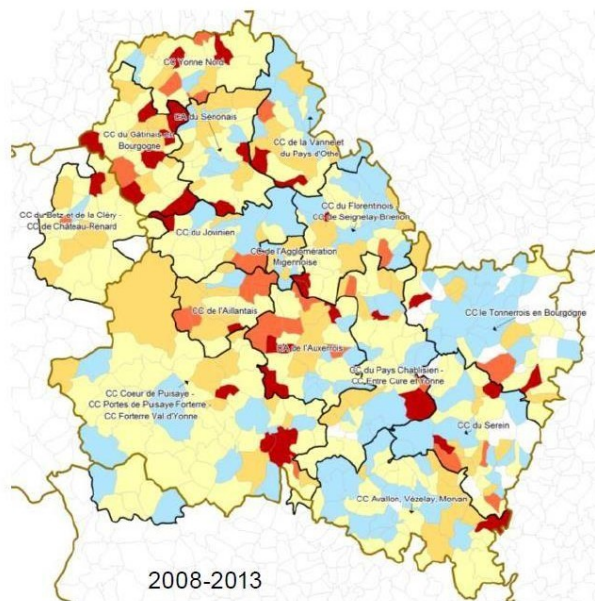 CC Yonne Nord
CA du Sénonais
CC du Gâtinais en
Bourgogne
CC de la Vanne et
du Pays d'Othe
CC du Betz et de la Cléry -
CC de Château-Renard
CC du Florentinois
CC de Seignelay-Brienon
CC du Jovinien
CC de l'Agglomération
Migennoise
CC de l'Aillantais
CC le Tonnerrois en Bourgogne
CA de l'Auxerrois
CC du Pays Chablisien -
CC Entre Cure et Yonne
CC Coeur de Puisaye -
CC Portes de Puisaye Forterre -
CC Forterre Val d'Yonne
CC du Serein
CC Avallon, Vézelay, Morvan
2008-2013